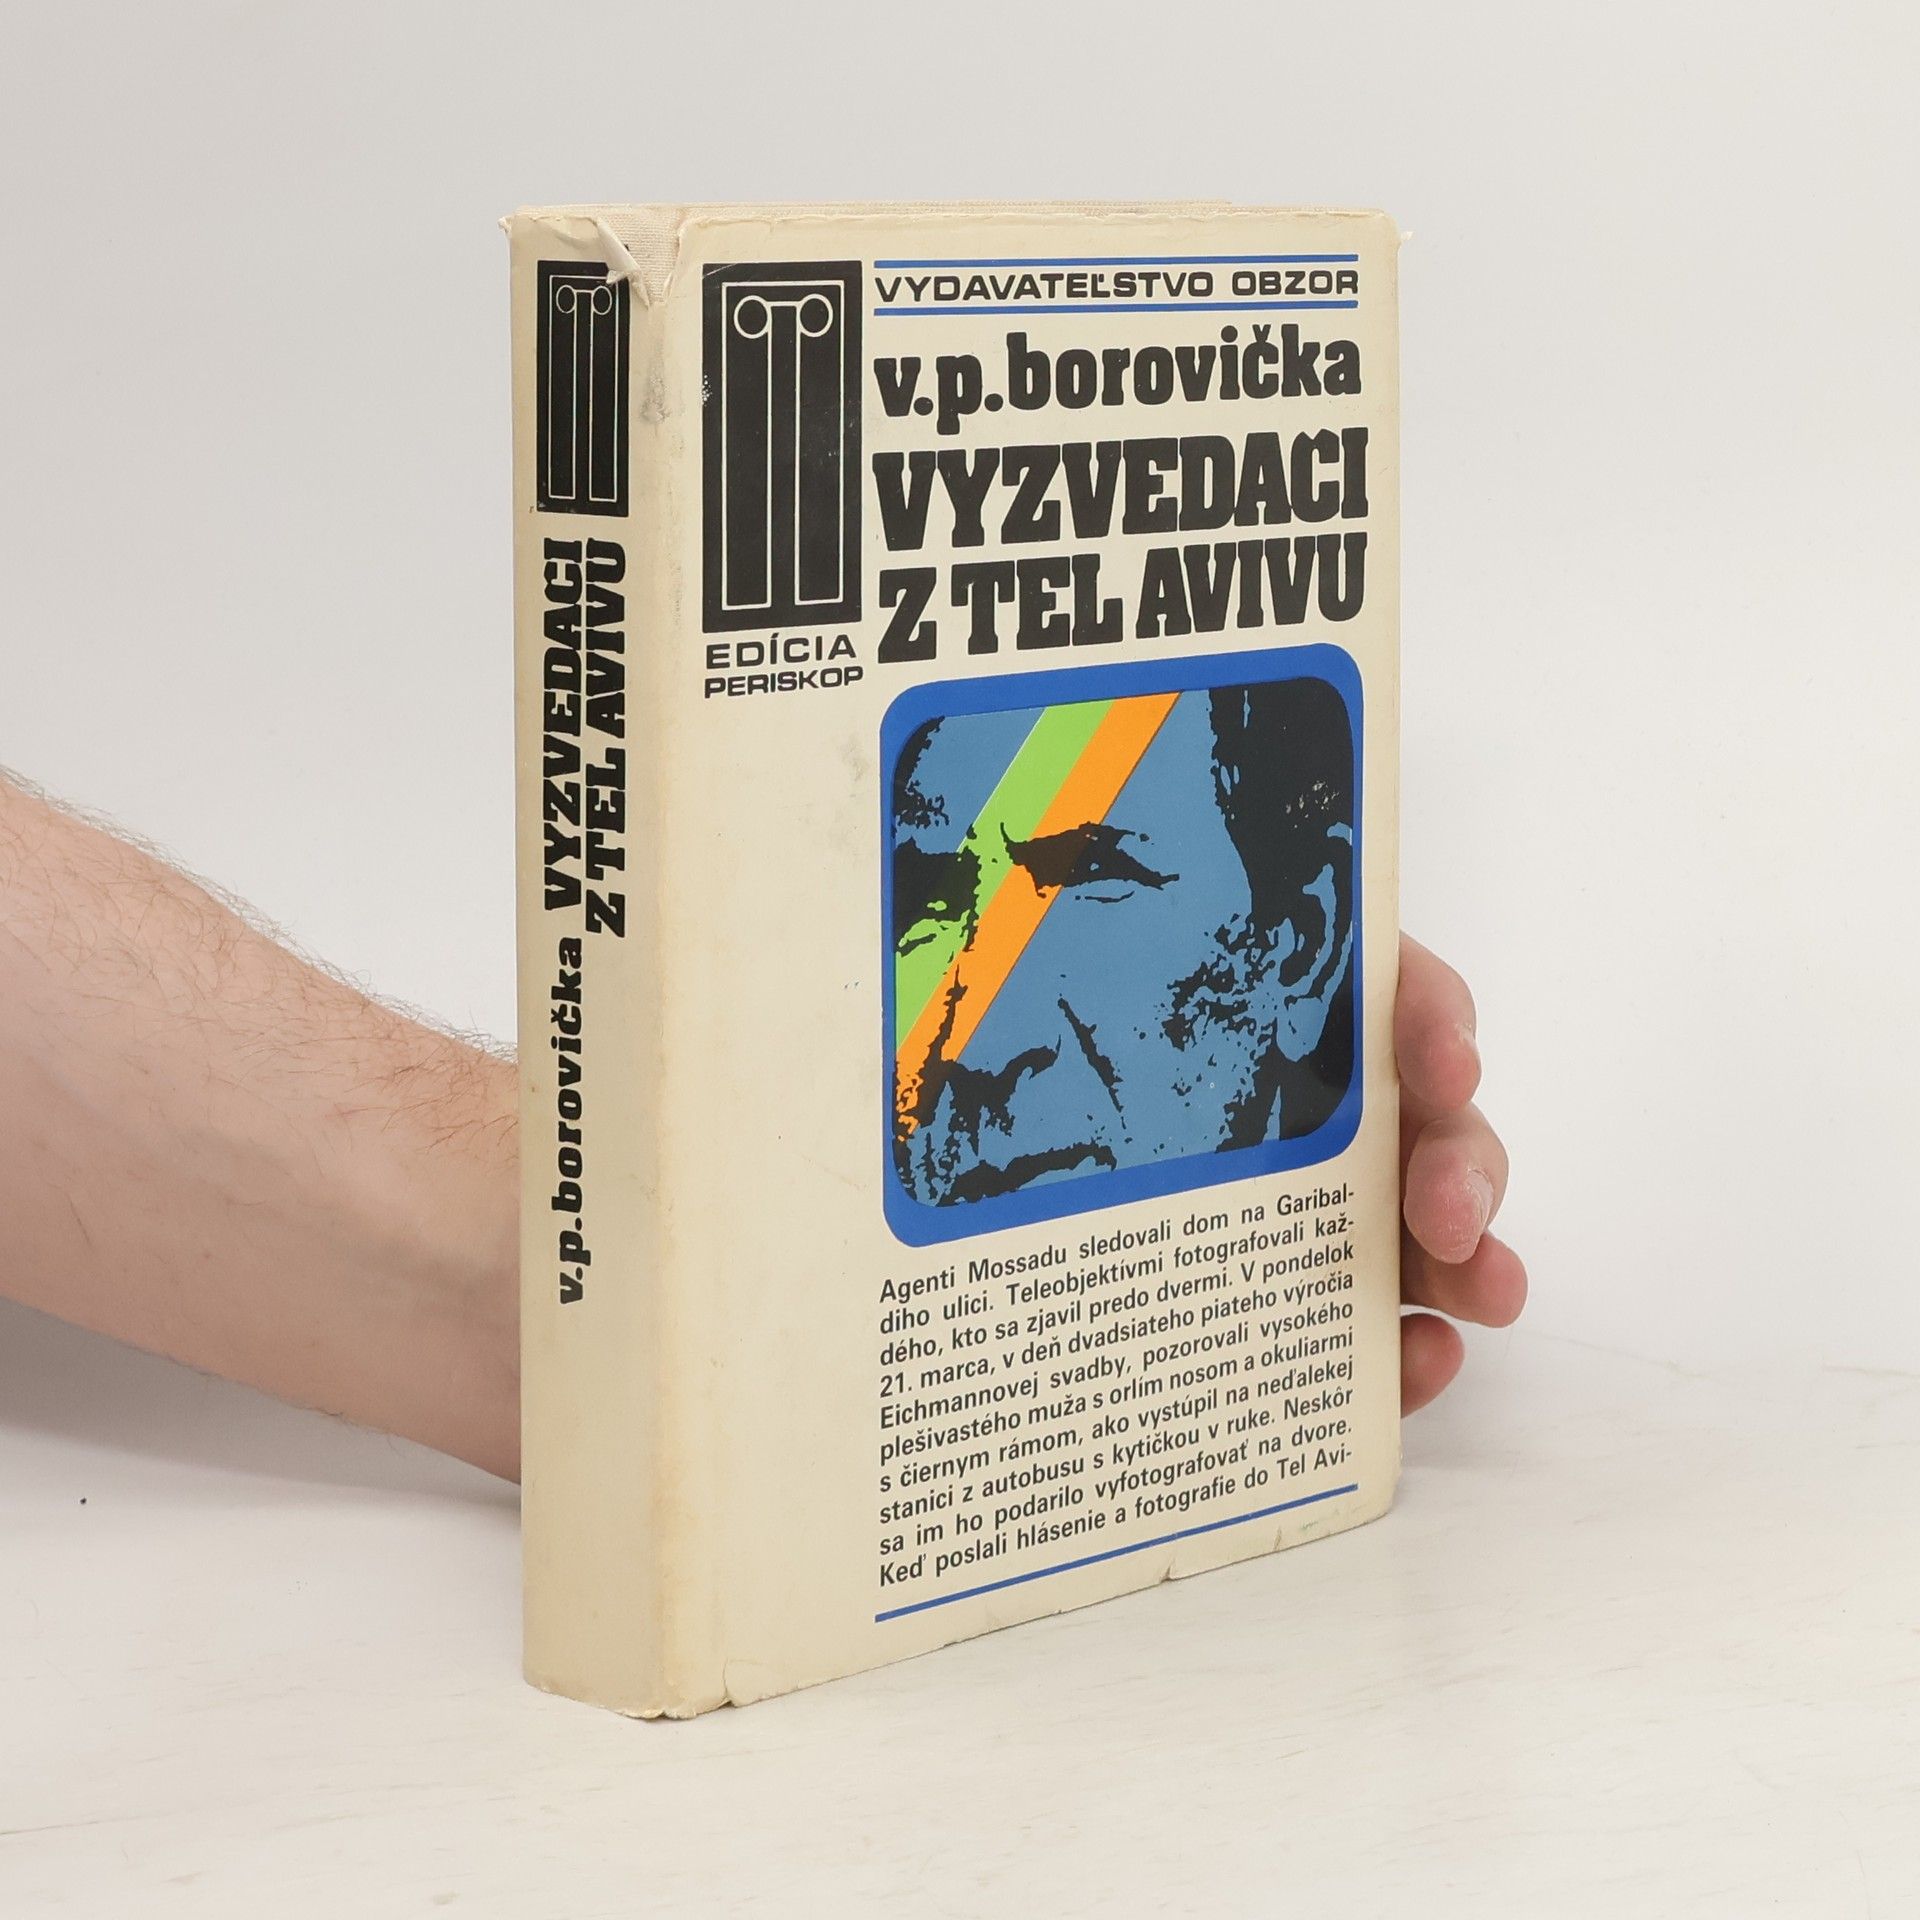 VYDAVATEĽSTVO OBZOR
v.p.borovička
VYZVEDAČI
Z TEL AVIVU
EDÍCIA
PERISKOP
Agenti Mossadu sledovali dom na Garibal-
diho ulici. Teleobjektívmi fotografovali kaž-
dého, kto sa zjavil predo dvermi. V pondelok
21. marca, v deň dvadsiateho piateho výročia
Eichmannovej svadby, pozorovali vysokého
plešivastého muža s orlím nosom a okuliarmi
s čiernym rámom, ako vystúpil na neďalekej
stanici z autobusu s kytičkou v ruke. Neskôr
sa im ho podarilo vyfotografovať na dvore.
Keď poslali hlásenie a fotografie do Tel Avi-
v.p.borovička VYZVEDAČI
Z TEL AVIVU